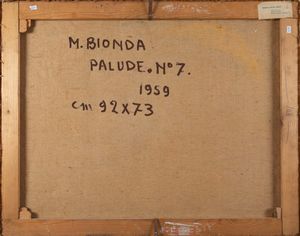 M. BIONDA
PALUDE. N° 7.
1959
cm 92X73